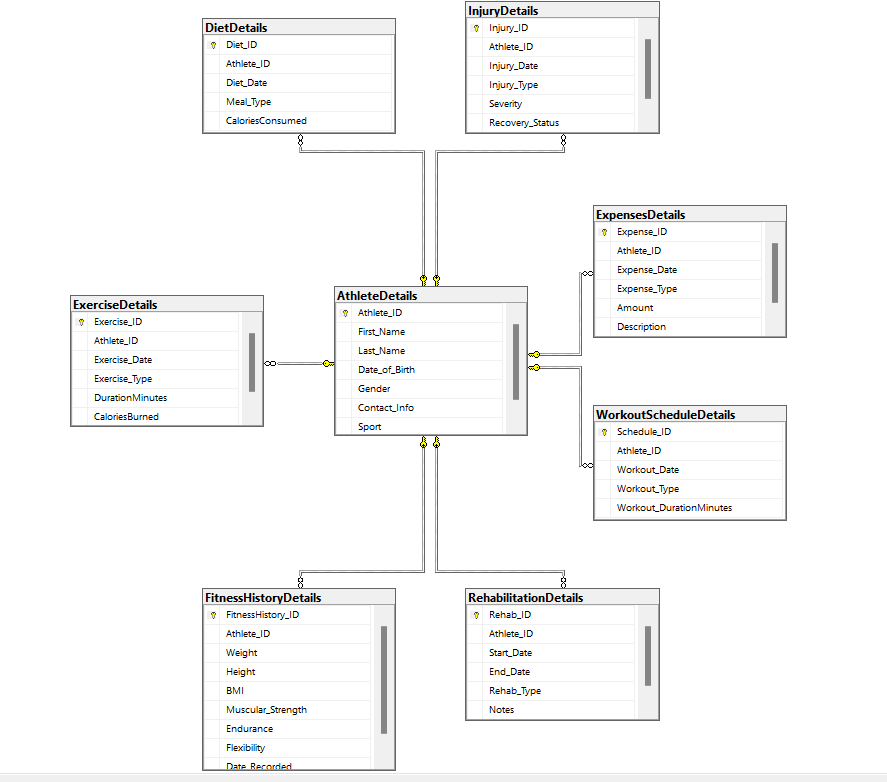 DietDetails
Diet_ID
Athlete_ID
Diet_Date
Meal_Type
CaloriesConsumed
InjuryDetails
Injury_ID
Athlete_ID
Injury_Date
Injury_Type
Severity
Recovery_Status
ExpensesDetails
Expense_ID
Athlete_ID
Expense_Date
Expense_Type
Amount
Description
ExerciseDetails
Exercise_ID
Athlete_ID
Exercise_Date
Exercise_Type
DurationMinutes
CaloriesBurned
AthleteDetails
Athlete_ID
First_Name
Last_Name
Date_of_Birth
Gender
Contact_Info
Sport
WorkoutScheduleDetails
Schedule_ID
Athlete_ID
Workout_Date
Workout_Type
Workout_DurationMinutes
FitnessHistoryDetails
FitnessHistory_ID
Athlete_ID
Weight
Height
BMI
Muscular_Strength
Endurance
Flexibility
Date_Recorded
RehabilitationDetails
Rehab_ID
Athlete_ID
Start_Date
End_Date
Rehab_Type
Notes